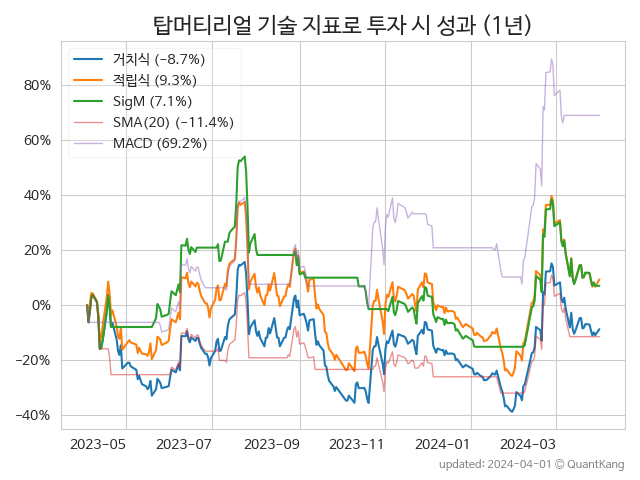 탑머티리얼 기술 지표로 투자 시 성과 (1년)
거치식 (-8.7%)
적립식 (9.3%)
SigM (7.1%)
SMA(20) (-11.4%)
MACD (69.2%)
80%
60%
40%
20%
0%
-20%
-40%
2023-05 2023-07 2023-09 2023-11 2024-01 2024-03
updated: 2024-04-01 © QuantKang